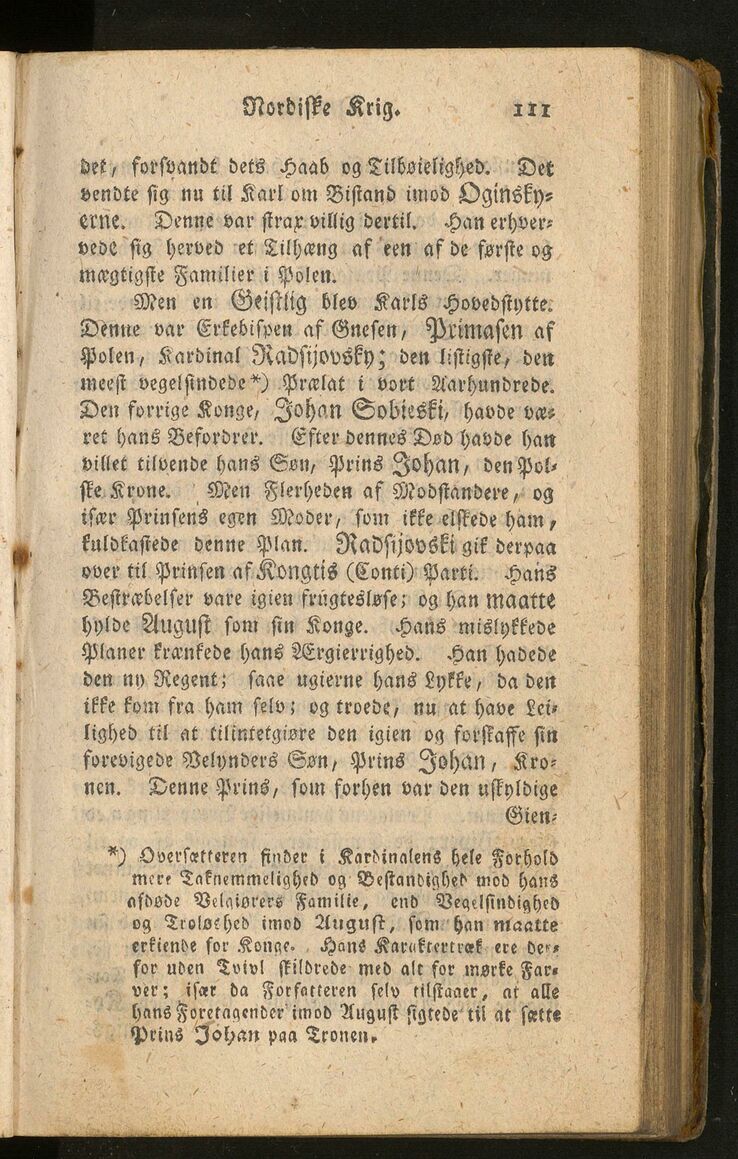 Nordiske Krig. 111
det, forsvandt dets Haab og Tilbøielighed. Det
vendte sig nu til Karl om Bistand imod Oginsky-
erne. Denne var strax villig dertil. Han erhver-
vede sig herved et Tilhæng af een af de første og
mægtigste Familier i Polen.
Men en Geistlig blev Karls Hovedstytte.
Denne var Erkebispen af Gnesen, Primasen af
Polen, Kardinal Radsijovsky; den listigste, den
meest vegelsindede *) Prælat i vort Aarhundrede.
Den forrige Konge, Johan Sobieski, havde væ-
ret hans Befordrer. Efter dennes Død havde han
villet tilvende hans Søn, Prins Johan, den Pol-
ske Krone. Men Flerheden af Modstandere, og
især Prinsens egen Moder, som ikke elskede ham,
kuldkastede denne Plan. Radsijovski gik derpaa
over til Prinsen af Kongtis (Conti) Parti. Hans
Bestræbelser vare igien frugtesløse; og han maatte
hylde August som sin Konge. Hans mislykkede
Planer krænkede hans Ærgierrighed. Han hadede
den ny Regent; saae ugierne hans Lykke, da den
ikke kom fra ham selv; og troede, nu at have Lei-
lighed til at tilintetgiøre den igien og forskaffe sin
forevigede Velynders Søn, Prins Johan, Kro-
nen. Denne Prins, som forhen var den uskyldige
Gien-
*) Oversætteren finder i Kardinalens hele Forhold
mere Taknemmelighed og Bestandighed mod hans
afdøde Velgiørers Familie, end Vegelsindighed
og Troløshed imod August, som han maatte
erkiende for Konge. Hans Karaktertræk ere der-
for uden Tvivl skildrede med alt for mørke Far-
ver; især da Forfatteren selv tilstaaer, at alle
hans Foretagender imod August sigtede til at sætte
Prins Johan paa Tronen.